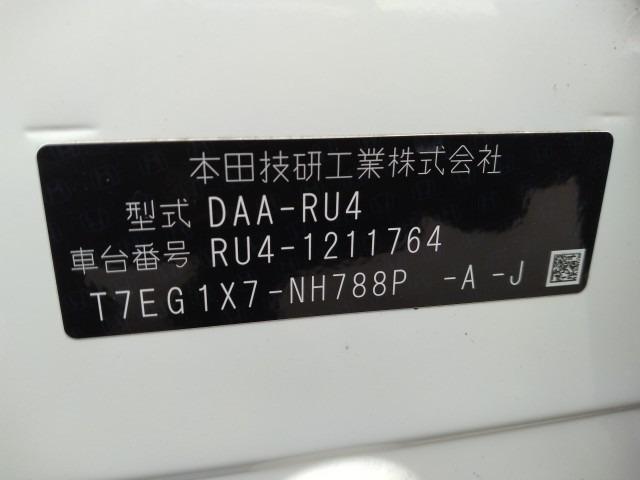 本田技研工業株式会社
型式 DAA-RU4
車台番号 RU4-1211764
T7EG1X7-NH788P -A -J